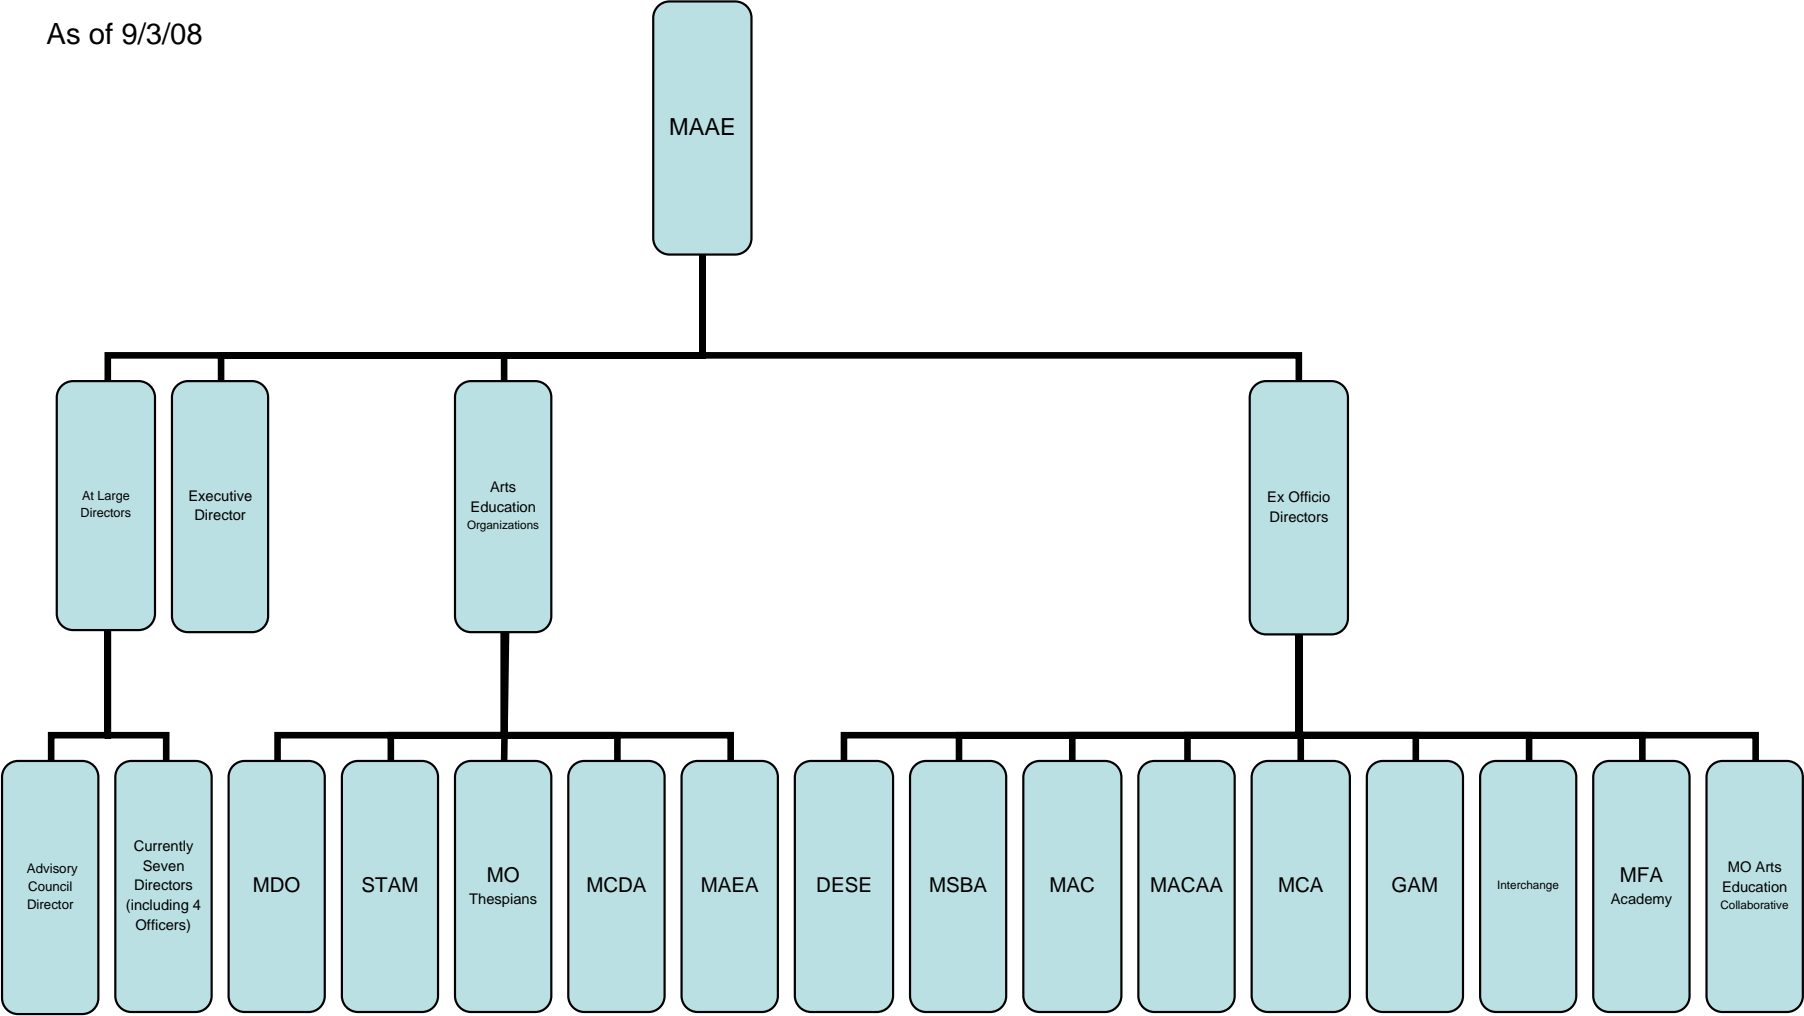 As of 9/3/08
MAAE
At Large
Directors
Executive
Director
Arts
Education
Organizations
Ex Officio
Directors
Advisory
Council
Director
Currently
Seven
Directors
(including 4
Officers)
MDO
STAM
MO
Thespians
MCDA
MAEA
DESE
MSBA
MAC
MACAA
MCA
GAM
Interchange
MFA
Academy
MO Arts
Education
Collaborative